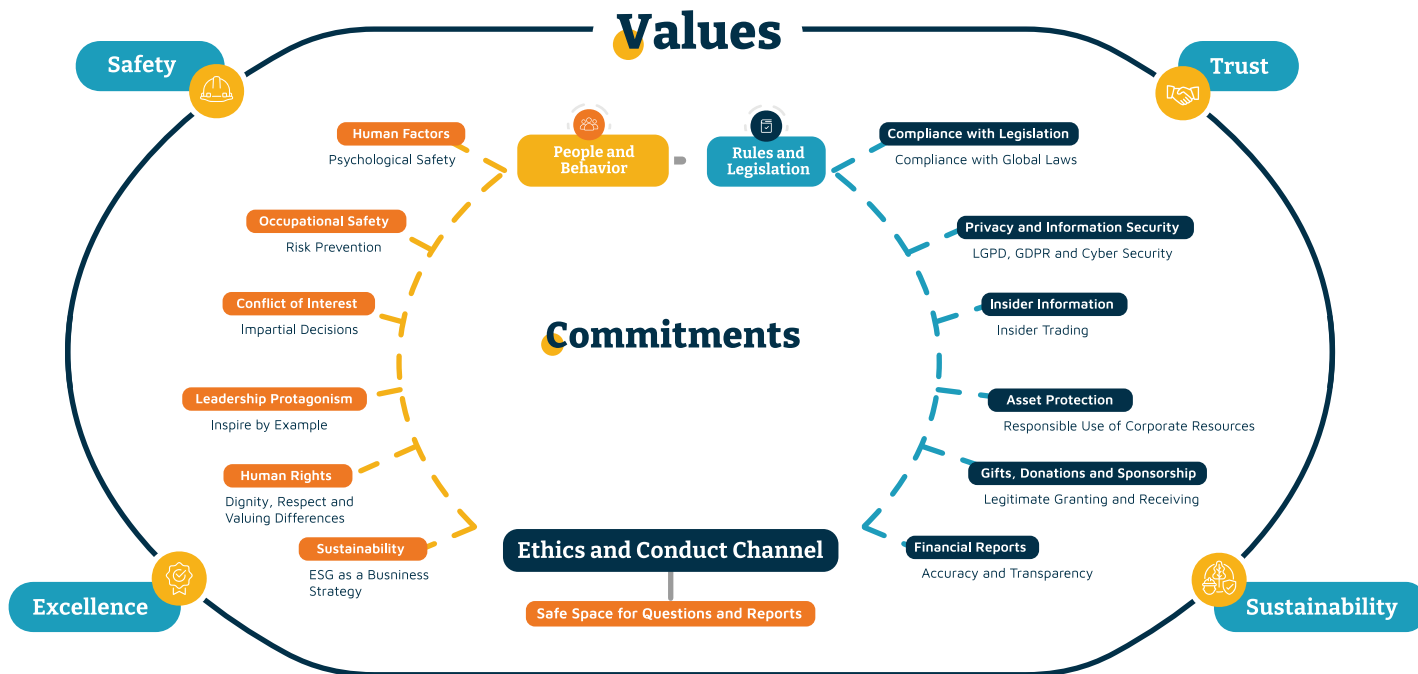 Values
Safety
Trust
People and
Behavior
Rules and
Legislation
Human Factors
Psychological Safety
Occupational Safety
Risk Prevention
Conflict of Interest
Impartial Decisions
Leadership Protagonism
Inspire by Example
Human Rights
Dignity, Respect and
Valuing Differences
Sustainability
ESG as a Busniness
Strategy
Commitments
Compliance with Legislation
Compliance with Global Laws
Privacy and Information Security
LGPD, GDPR and Cyber Security
Insider Information
Insider Trading
Asset Protection
Responsible Use of Corporate Resources
Gifts, Donations and Sponsorship
Legitimate Granting and Receiving
Financial Reports
Accuracy and Transparency
Ethics and Conduct Channel
Safe Space for Questions and Reports
Excellence
Sustainability